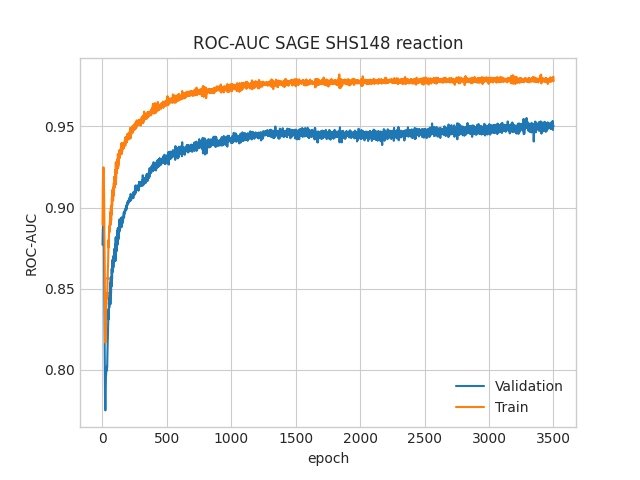 ROC-AUC SAGE SHS148 reaction
ROC-AUC
0.95
0.90
0.85
0.80
Validation
Train
0 500 1000 1500 2000 2500 3000 3500
epoch